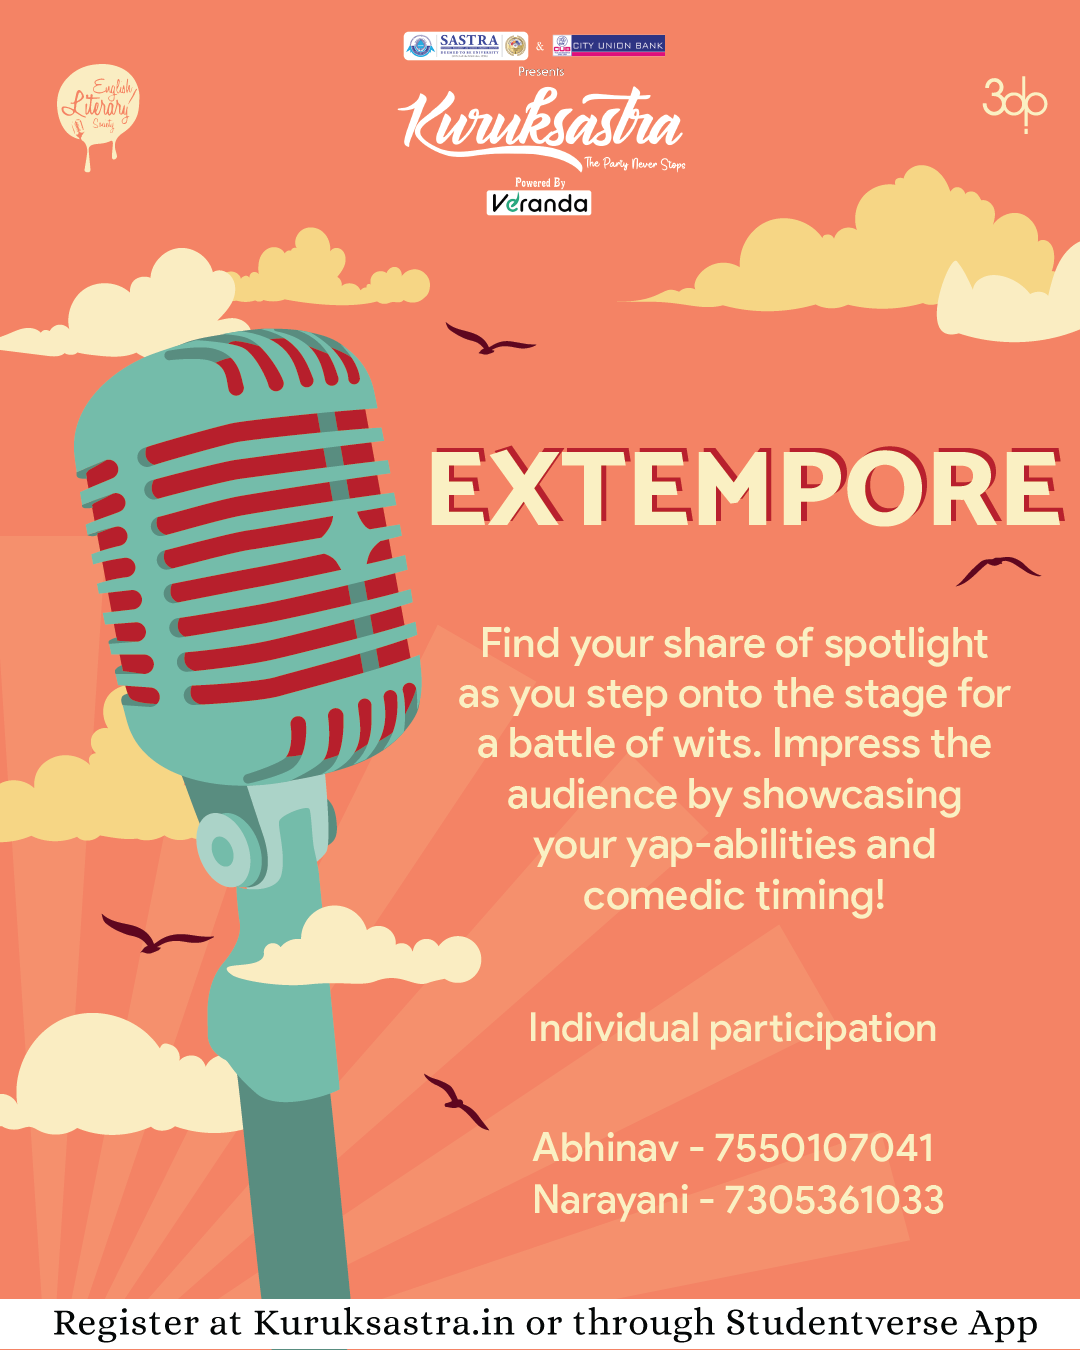 SASTRA
&
CUB
CITY UNION BANK
Presents
English
Literary
Society
Kuruksastra
The Party Never Stops
3dp
Powered By
Veranda
EXTEMPORE
Find your share of spotlight
as you step onto the stage for
a battle of wits. Impress the
audience by showcasing
your yap-abilities and
comedic timing!
Individual participation
Abhinav - 7550107041
Narayani - 7305361033
Register at Kuruksastra.in or through Studentverse App